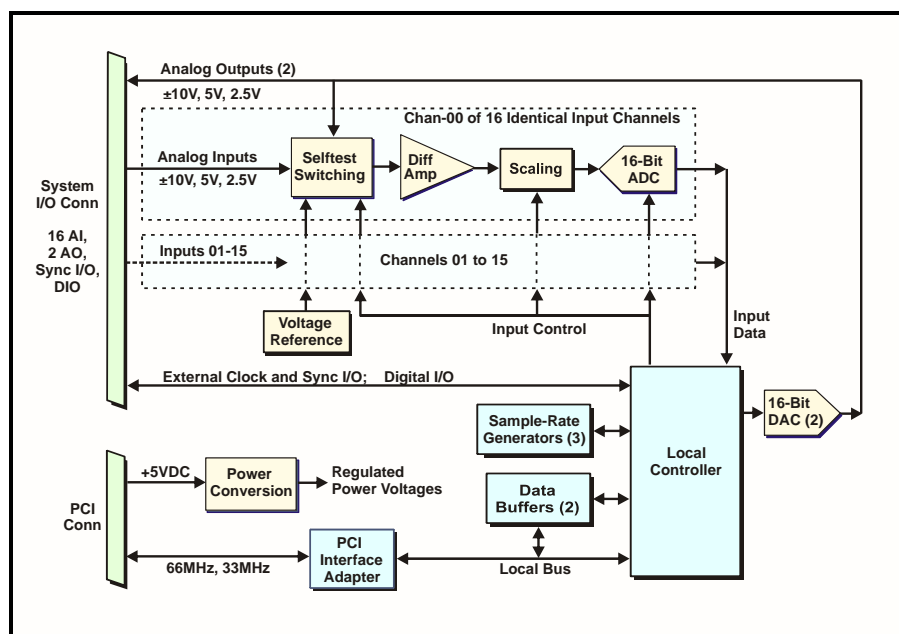 Analog Outputs (2)
±10V, 5V, 2.5V
Chan-00 of 16 Identical Input Channels
Analog Inputs
±10V, 5V, 2.5V
Selftest
Switching
Diff
Amp
Scaling
16-Bit
ADC
System
I/O Conn
16 AI,
2 AO,
Sync I/O,
DIO
Inputs 01-15
Channels 01 to 15
Voltage
Reference
Input Control
Input
Data
External Clock and Sync I/O; Digital I/O
16-Bit
DAC (2)
Sample-Rate
Generators (3)
Local
Controller
+5VDC
Power
Conversion
Regulated
Power Voltages
Data
Buffers (2)
PCI
Conn
66MHz, 33MHz
PCI
Interface
Adapter
Local Bus